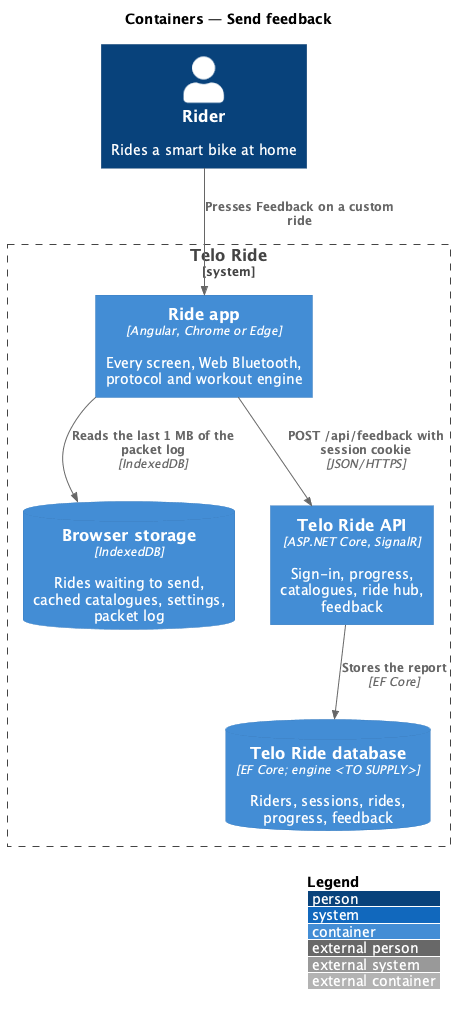 Containers — Send feedback
Rider
Rides a smart bike at home
Presses Feedback on a custom
ride
Telo Ride
[system]
Ride app
[Angular, Chrome or Edge]
Every screen, Web Bluetooth,
protocol and workout engine
Reads the last 1 MB of the
packet log
[IndexedDB]
POST /api/feedback with
session cookie
[JSON/HTTPS]
Browser storage
[IndexedDB]
Rides waiting to send,
cached catalogues, settings,
packet log
Telo Ride API
[ASP.NET Core, SignalR]
Sign-in, progress,
catalogues, ride hub,
feedback
Stores the report
[EF Core]
Telo Ride database
[EF Core; engine <TO SUPPLY>]
Riders, sessions, rides,
progress, feedback
Legend
person
system
container
external person
external system
external container